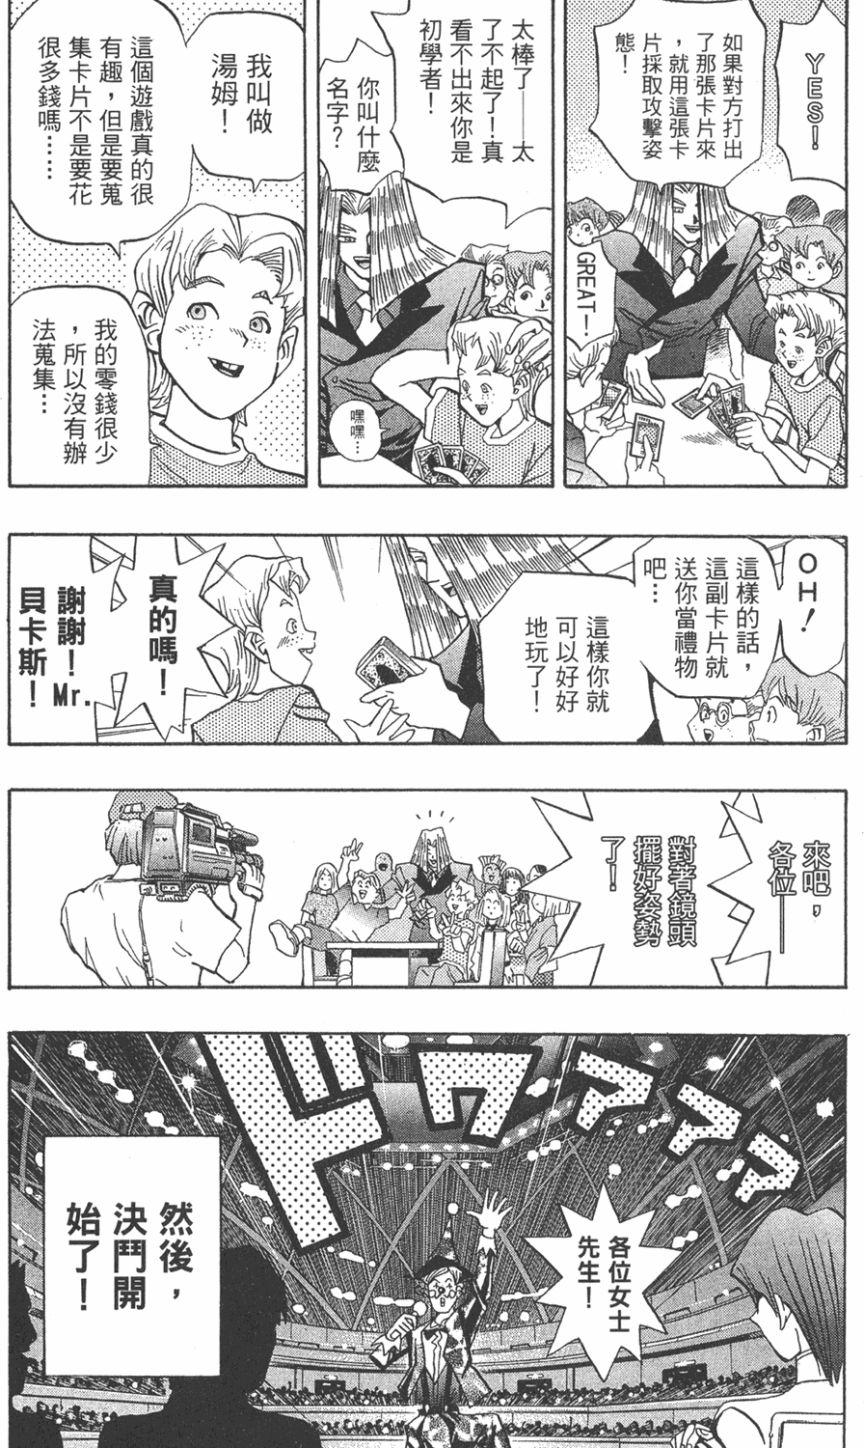 YES!
如果對方打出
了那張卡片來
，就用這張卡
片採取攻擊姿
態！
GREAT！
太棒了——太
了不起了！真
看不出來你是
初學者！
你叫什麼
名字？
嘿嘿…
我叫做
湯姆！
這個遊戲真的很
有趣，但是要蒐
集卡片不是要花
很多錢嗎……
我的零錢很少
，所以沒有辦
法蒐集…
OH！
這樣的話，
這副卡片就
送你當禮物
吧…
這樣你就
可以好好
地玩了！
真的嗎！
謝謝！Mr.
貝卡斯！
來吧，
各位——
對著鏡頭
擺好姿勢
了！
ドワァァァ
各位女士
先生！
然後，
決鬥開
始了！